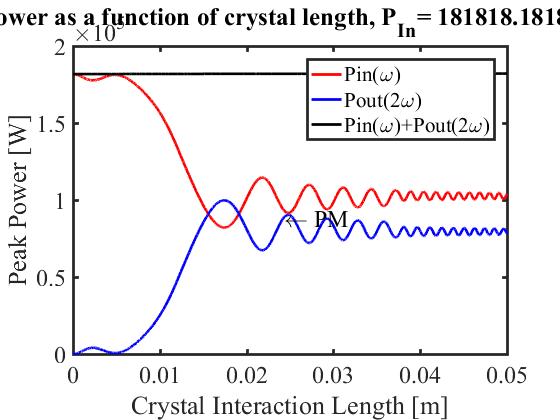 ower as a function of crystal length, P_In= 181818.1818
×10^5
2
1.5
1
0.5
0
Peak Power [W]
Pin(ω)
Pout(2ω)
Pin(ω)+Pout(2ω)
← PM
0 0.01 0.02 0.03 0.04 0.05
Crystal Interaction Length [m]